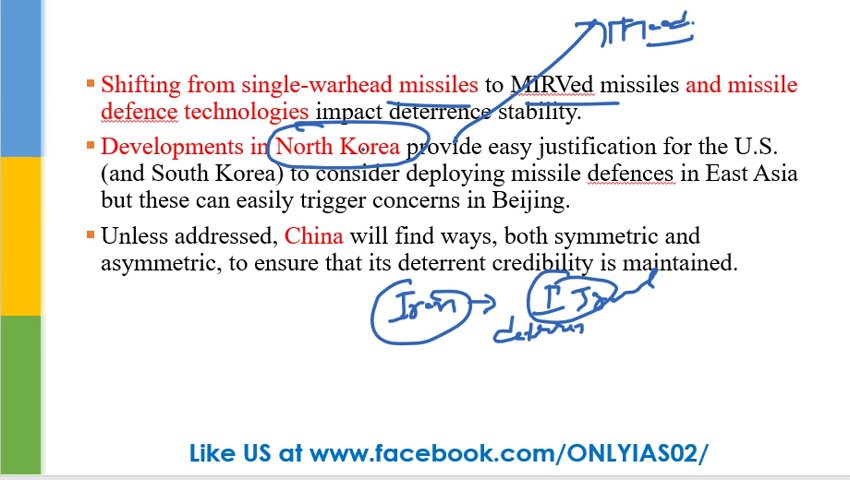 ▪ Shifting from single-warhead missiles to MIRVed missiles and missile
defence technologies impact deterrence stability.
▪ Developments in North Korea provide easy justification for the U.S.
(and South Korea) to consider deploying missile defences in East Asia
but these can easily trigger concerns in Beijing.
▪ Unless addressed, China will find ways, both symmetric and
asymmetric, to ensure that its deterrent credibility is maintained.
Iran → Israel
Like US at www.facebook.com/ONLYIAS02/